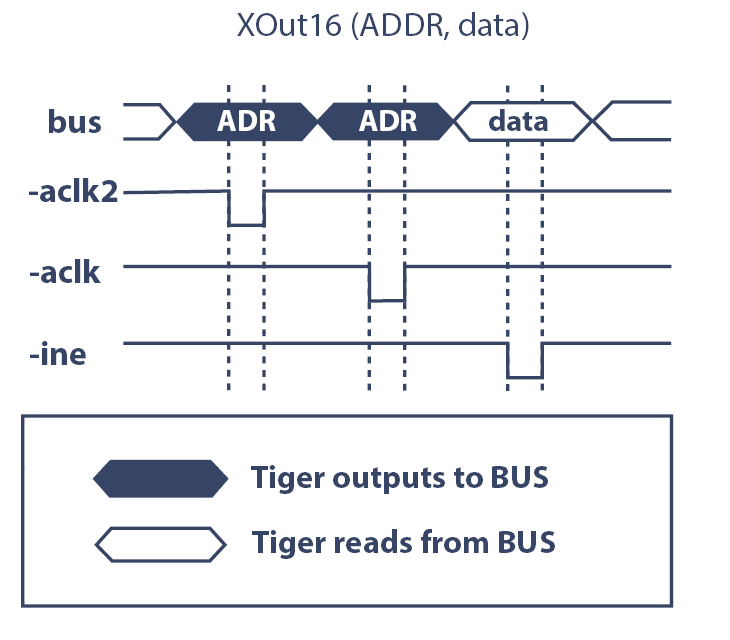 XOut16 (ADDR, data)
bus ADR ADR data
-aclk2
-aclk
-ine
Tiger outputs to BUS
Tiger reads from BUS